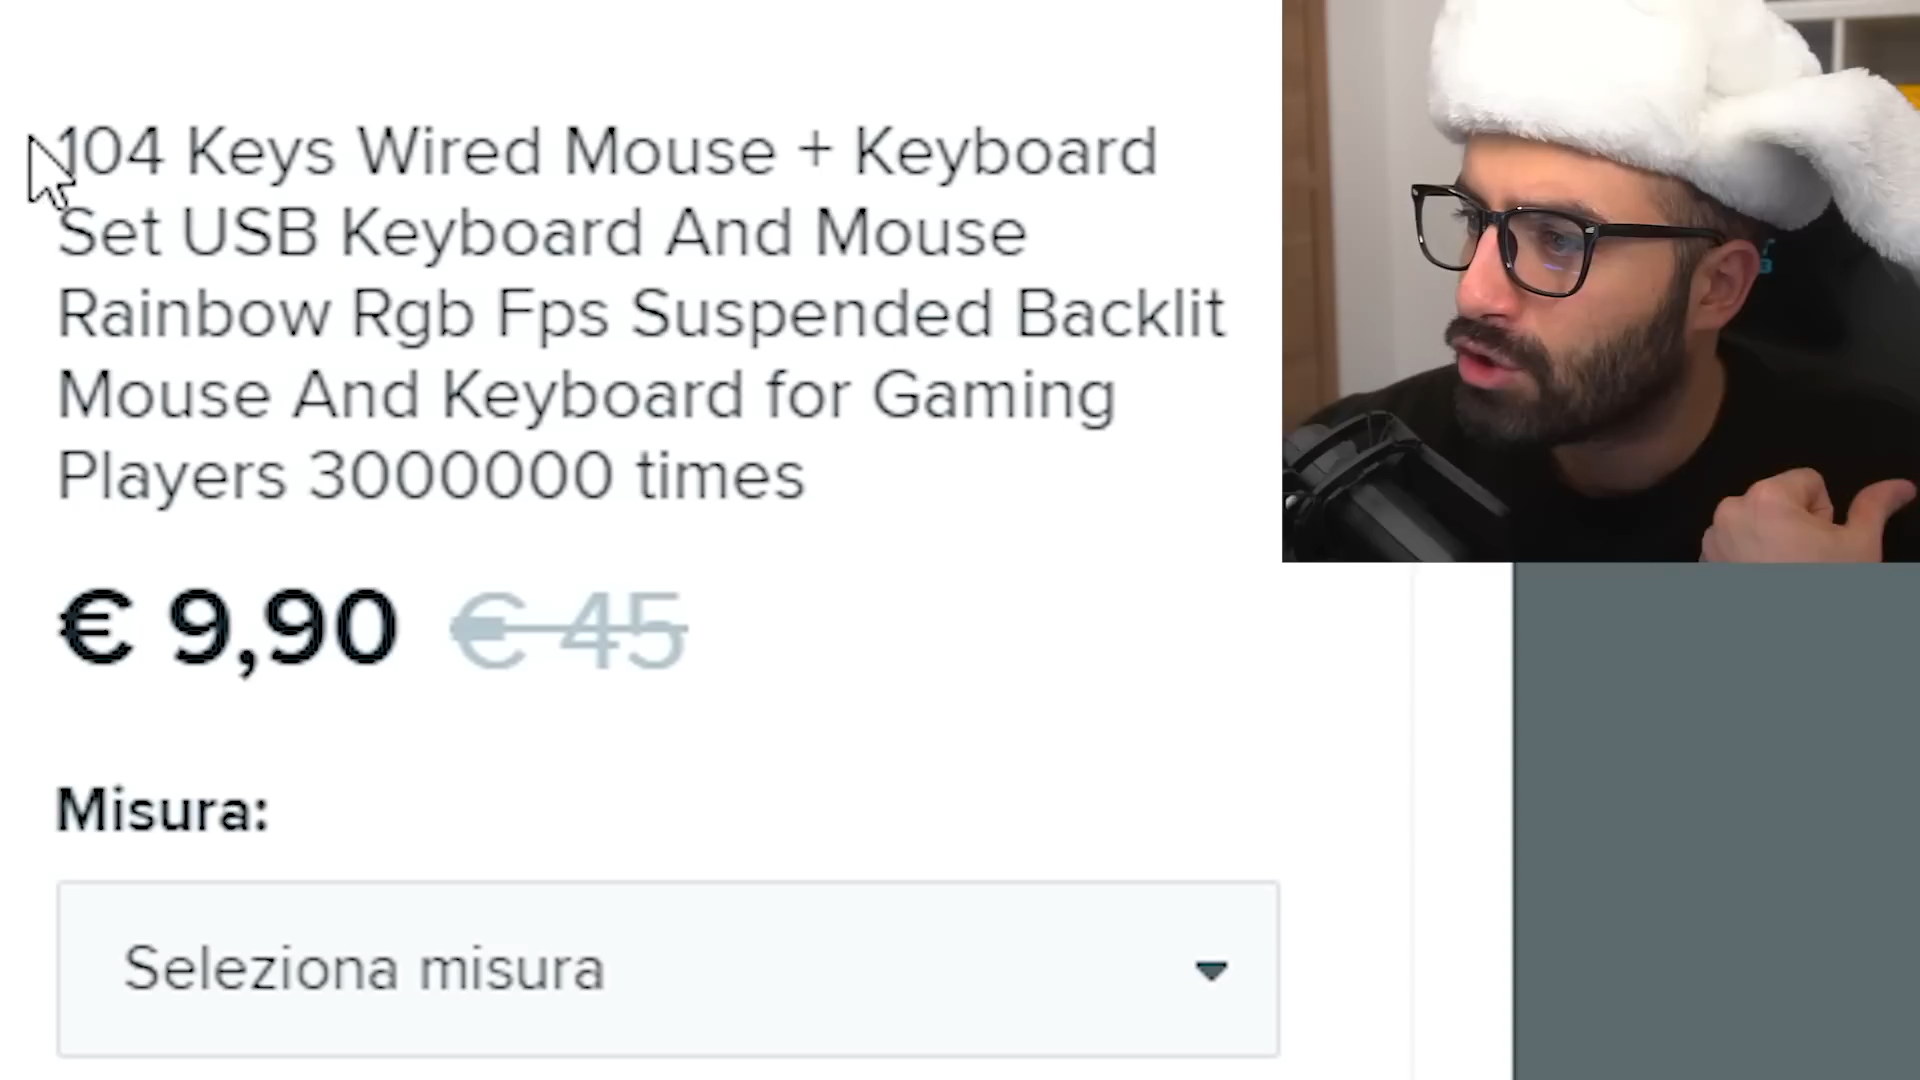 104 Keys Wired Mouse + Keyboard
Set USB Keyboard And Mouse
Rainbow Rgb Fps Suspended Backlit
Mouse And Keyboard for Gaming
Players 3000000 times
€ 9,90 € 45
Misura:
Seleziona misura